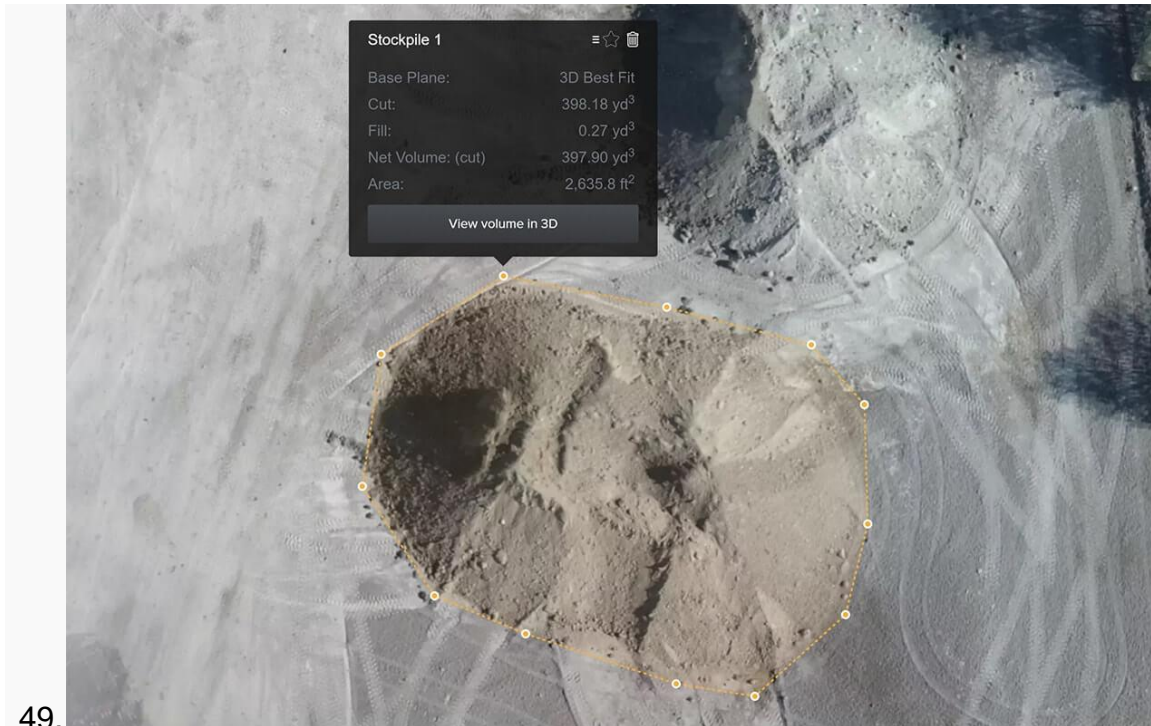 Stockpile 1
Base Plane: 3D Best Fit
Cut: 398.18 yd³
Fill: 0.27 yd³
Net Volume: (cut) 397.90 yd³
Area: 2,635.8 ft²
View volume in 3D
49.